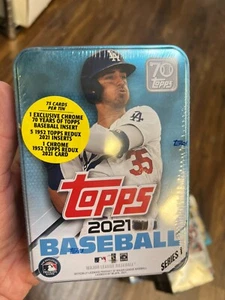 70
75 CARDS
PER TIN
1 EXCLUSIVE CHROME
70 YEARS OF TOPPS
BASEBALL INSERT
5 1952 TOPPS REDUX
2021 INSERTS
1 CHROME
1952 TOPPS REDUX
2021 CARD
LA
35
TOPPS
2021
BASEBALL
SERIES 1